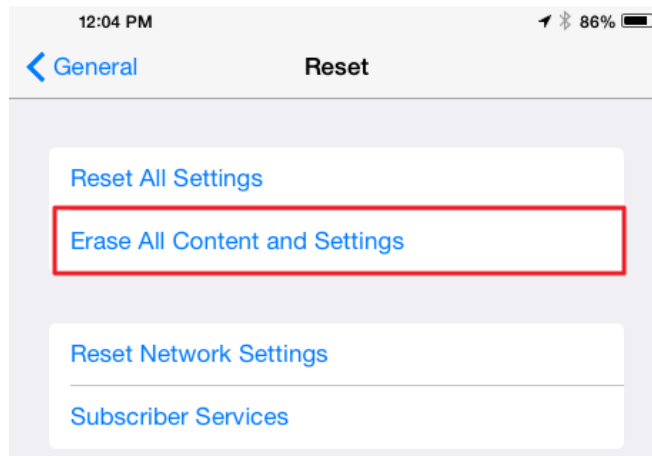 12:04 PM 86%
General Reset
Reset All Settings
Erase All Content and Settings
Reset Network Settings
Subscriber Services